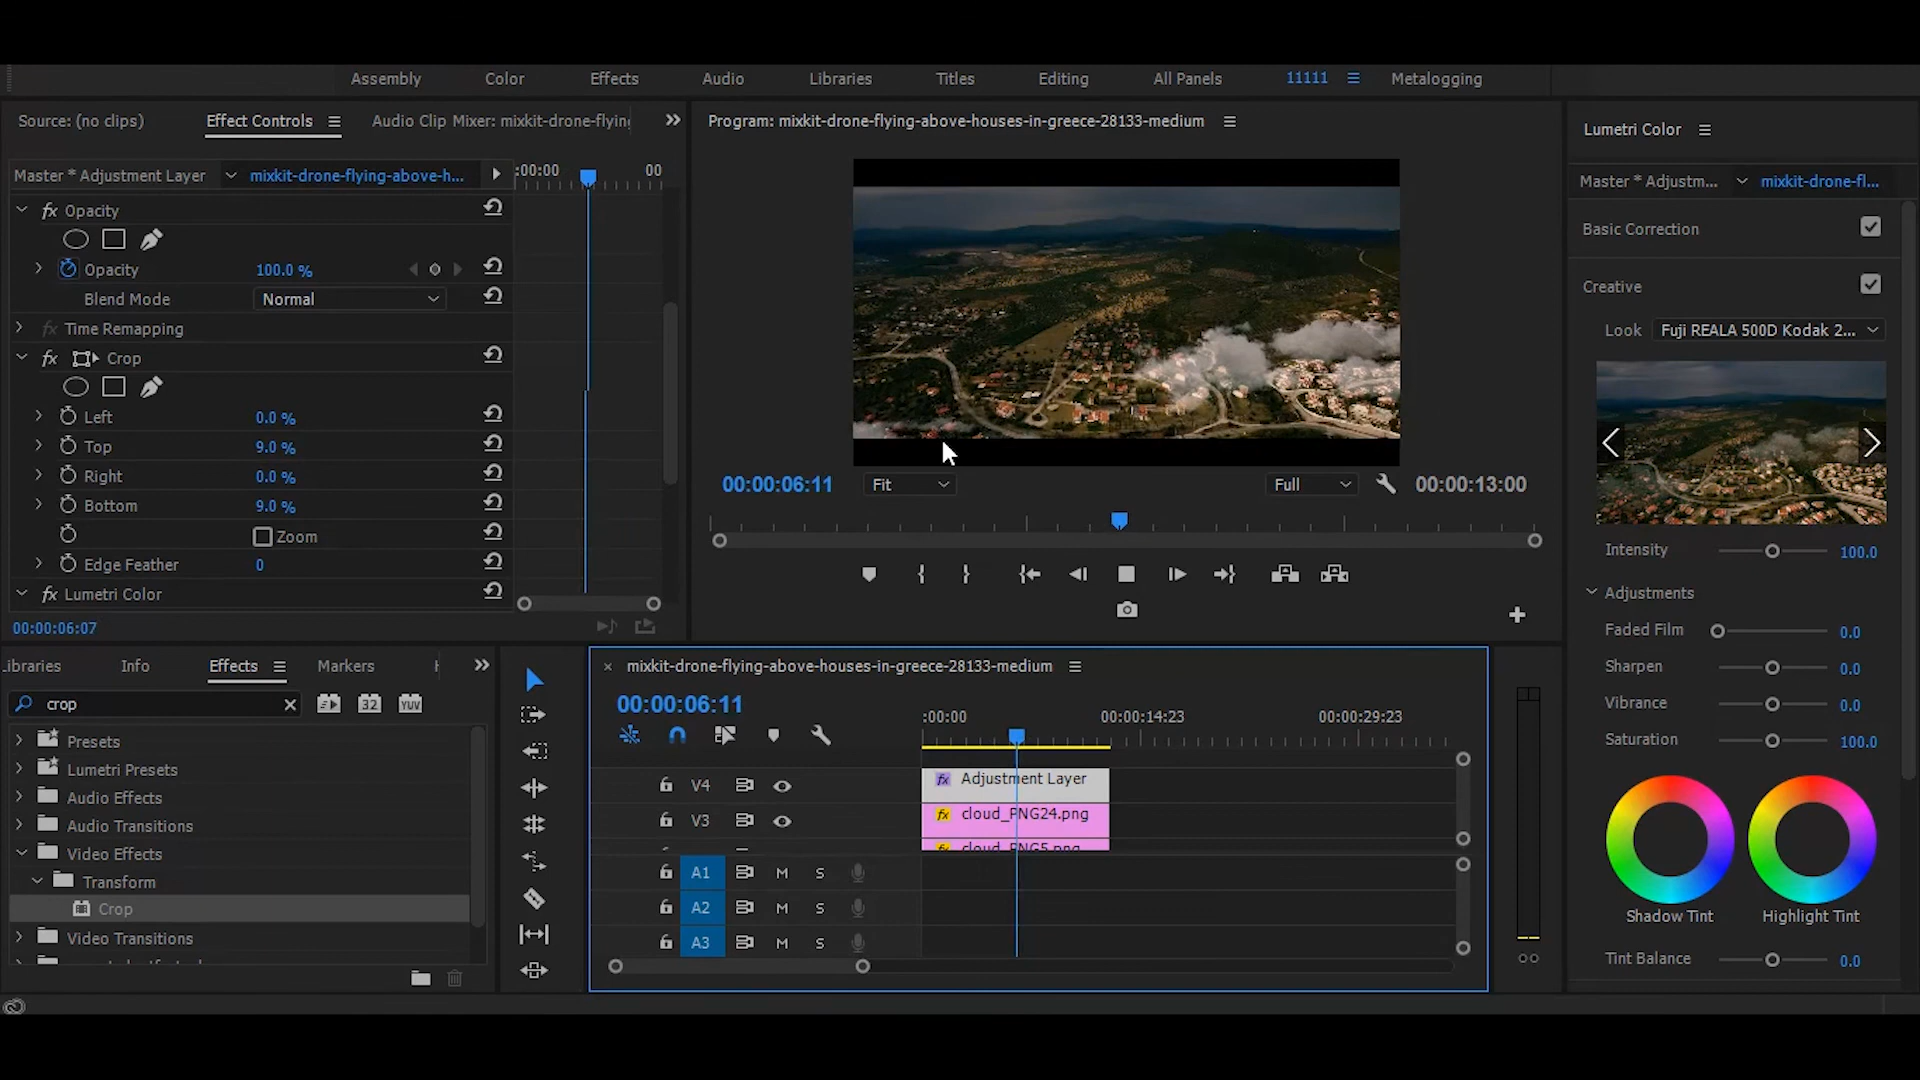 Assembly Color Effects Audio Libraries Titles Editing All Panels 11111 Metalogging
Source: (no clips) Effect Controls Audio Clip Mixer: mixkit-drone-flyin
Master * Adjustment Layer mixkit-drone-flying-above-h... :00:00 00
fx Opacity
Opacity 100.0 %
Blend Mode Normal
fx Time Remapping
fx Crop
Left 0.0 %
Top 9.0 %
Right 0.0 %
Bottom 9.0 %
Zoom
Edge Feather 0
fx Lumetri Color
00:00:06:07
Program: mixkit-drone-flying-above-houses-in-greece-28133-medium
00:00:06:11 Fit Full 00:00:13:00
Lumetri Color
Master * Adjustm... mixkit-drone-fl...
Basic Correction
Creative
Look Fuji REALA 500D Kodak 2...
Intensity 100.0
Adjustments
Faded Film 0.0
Sharpen 0.0
Vibrance 0.0
Saturation 100.0
Shadow Tint Highlight Tint
Tint Balance 0.0
ibraries Info Effects Markers
crop 32 YUV
Presets
Lumetri Presets
Audio Effects
Audio Transitions
Video Effects
Transform
Crop
Video Transitions
mixkit-drone-flying-above-houses-in-greece-28133-medium
00:00:06:11
:00:00 00:00:14:23 00:00:29:23
V4 fx Adjustment Layer
V3 fx cloud_PNG24.png
cloud_PNG5.png
A1 M S
A2 M S
A3 M S